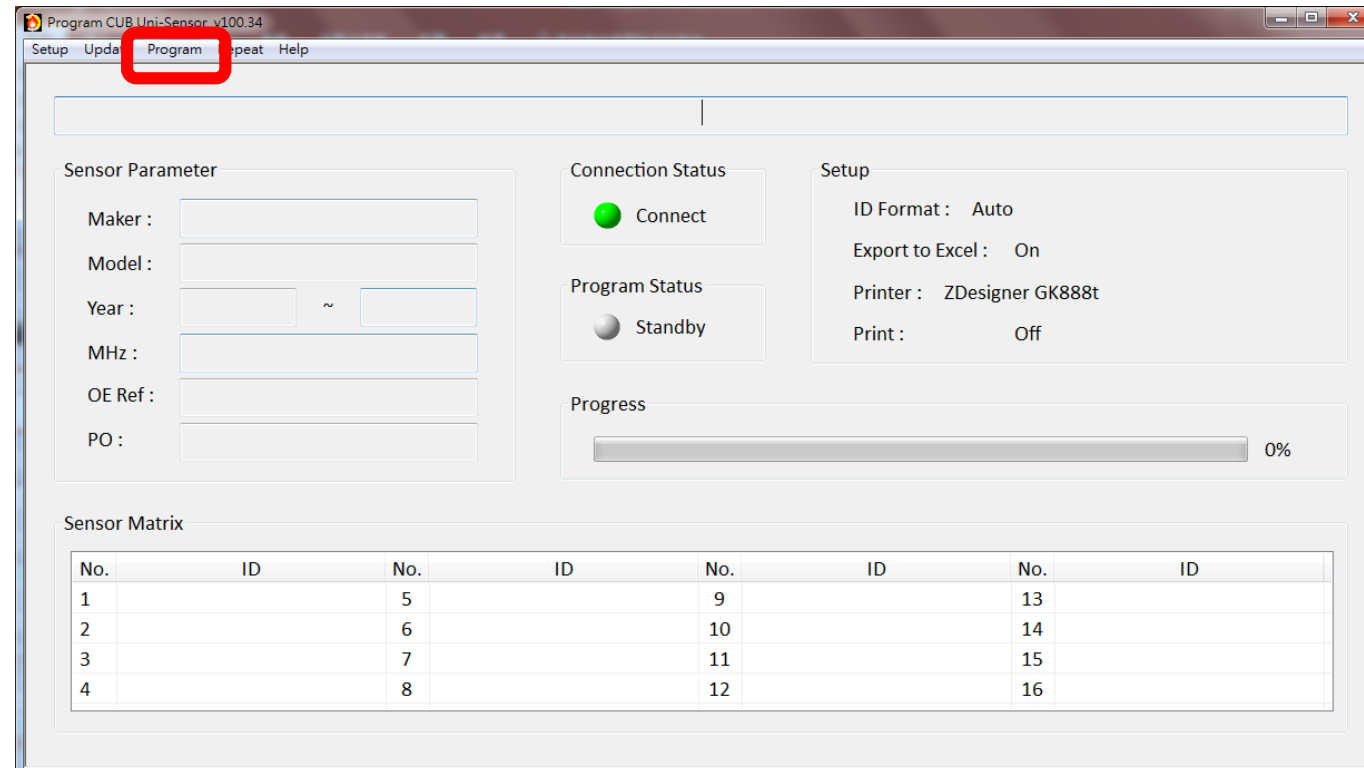 Program CUB Uni-Sensor v100.34
Setup Updat Program epeat Help
Sensor Parameter
Maker :
Model :
Year : ~
MHz :
OE Ref :
PO :
Connection Status
Connect
Program Status
Standby
Setup
ID Format : Auto
Export to Excel : On
Printer : ZDesigner GK888t
Print : Off
Progress
0%
Sensor Matrix
No. ID No. ID No. ID No. ID
1 5 9 13
2 6 10 14
3 7 11 15
4 8 12 16